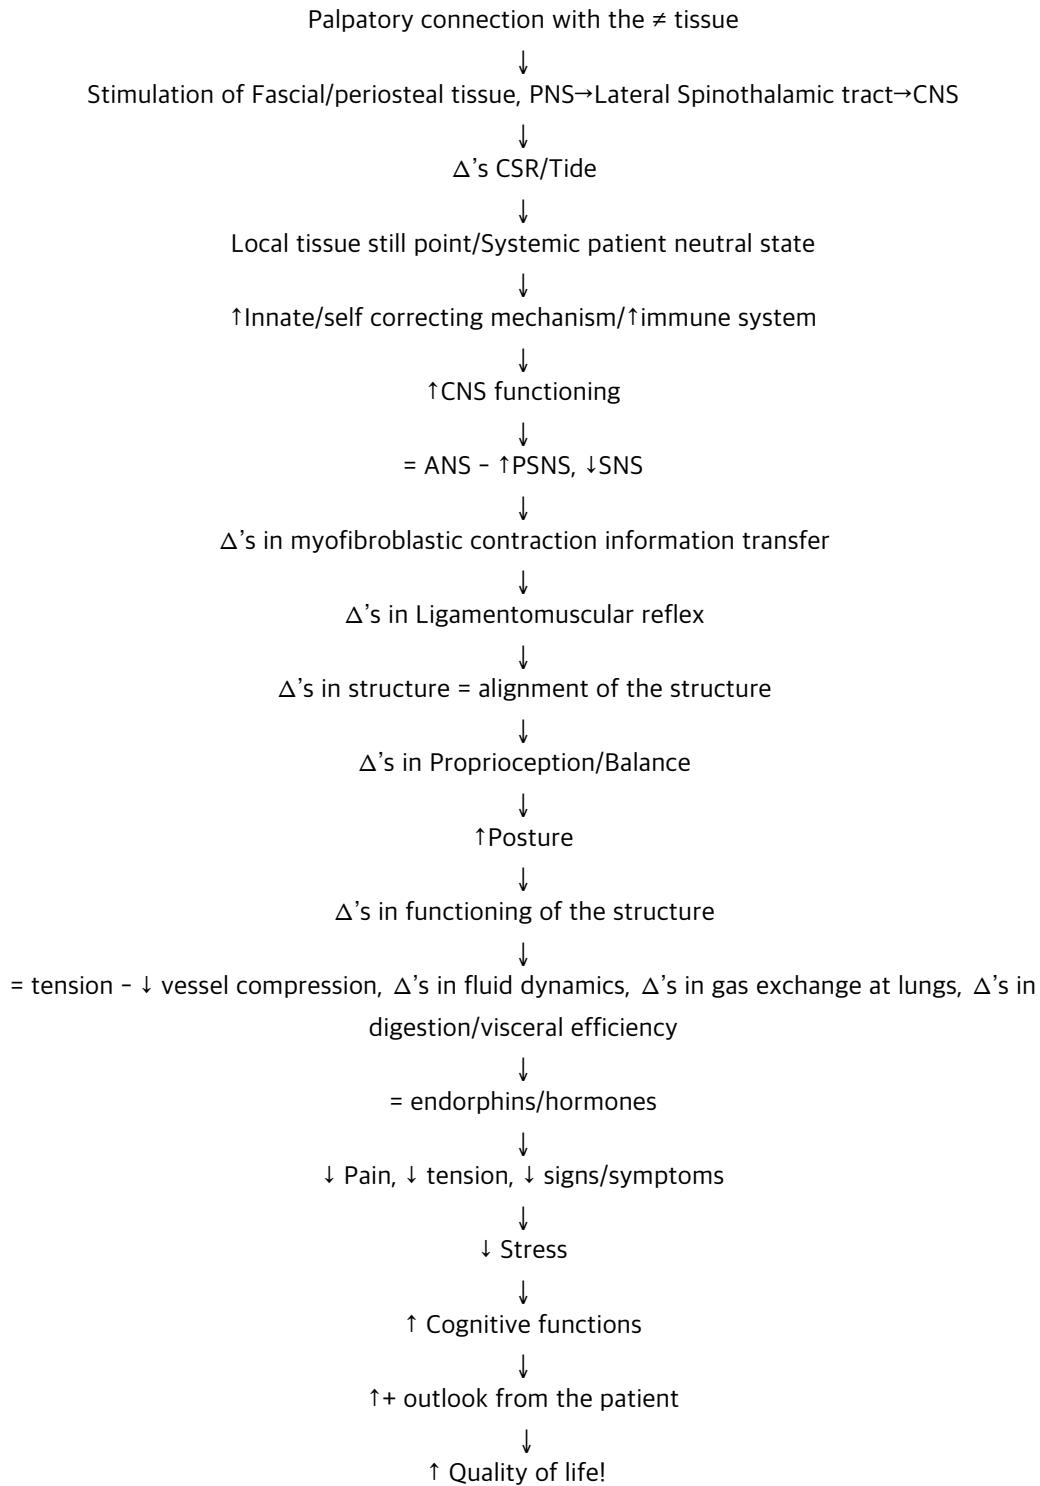 Palpatory connection with the ≠ tissue
↓
Stimulation of Fascial/periosteal tissue, PNS→Lateral Spinothalamic tract→CNS
↓
Δ’s CSR/Tide
↓
Local tissue still point/Systemic patient neutral state
↓
↑Innate/self correcting mechanism/↑immune system
↓
↑CNS functioning
↓
= ANS – ↑PSNS, ↓SNS
↓
Δ’s in myofibroblastic contraction information transfer
↓
Δ’s in Ligamentomuscular reflex
↓
Δ’s in structure = alignment of the structure
↓
Δ’s in Proprioception/Balance
↓
↑Posture
↓
Δ’s in functioning of the structure
↓
= tension – ↓ vessel compression, Δ’s in fluid dynamics, Δ’s in gas exchange at lungs, Δ’s in
digestion/visceral efficiency
↓
= endorphins/hormones
↓
↓ Pain, ↓ tension, ↓ signs/symptoms
↓
↓ Stress
↓
↑ Cognitive functions
↓
↑+ outlook from the patient
↓
↑ Quality of life!